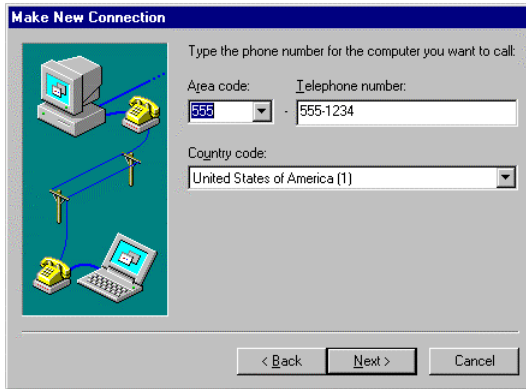 Make New Connection
Type the phone number for the computer you want to call:
Area code: Telephone number:
555 - 555-1234
Country code:
United States of America (1)
< Back Next > Cancel